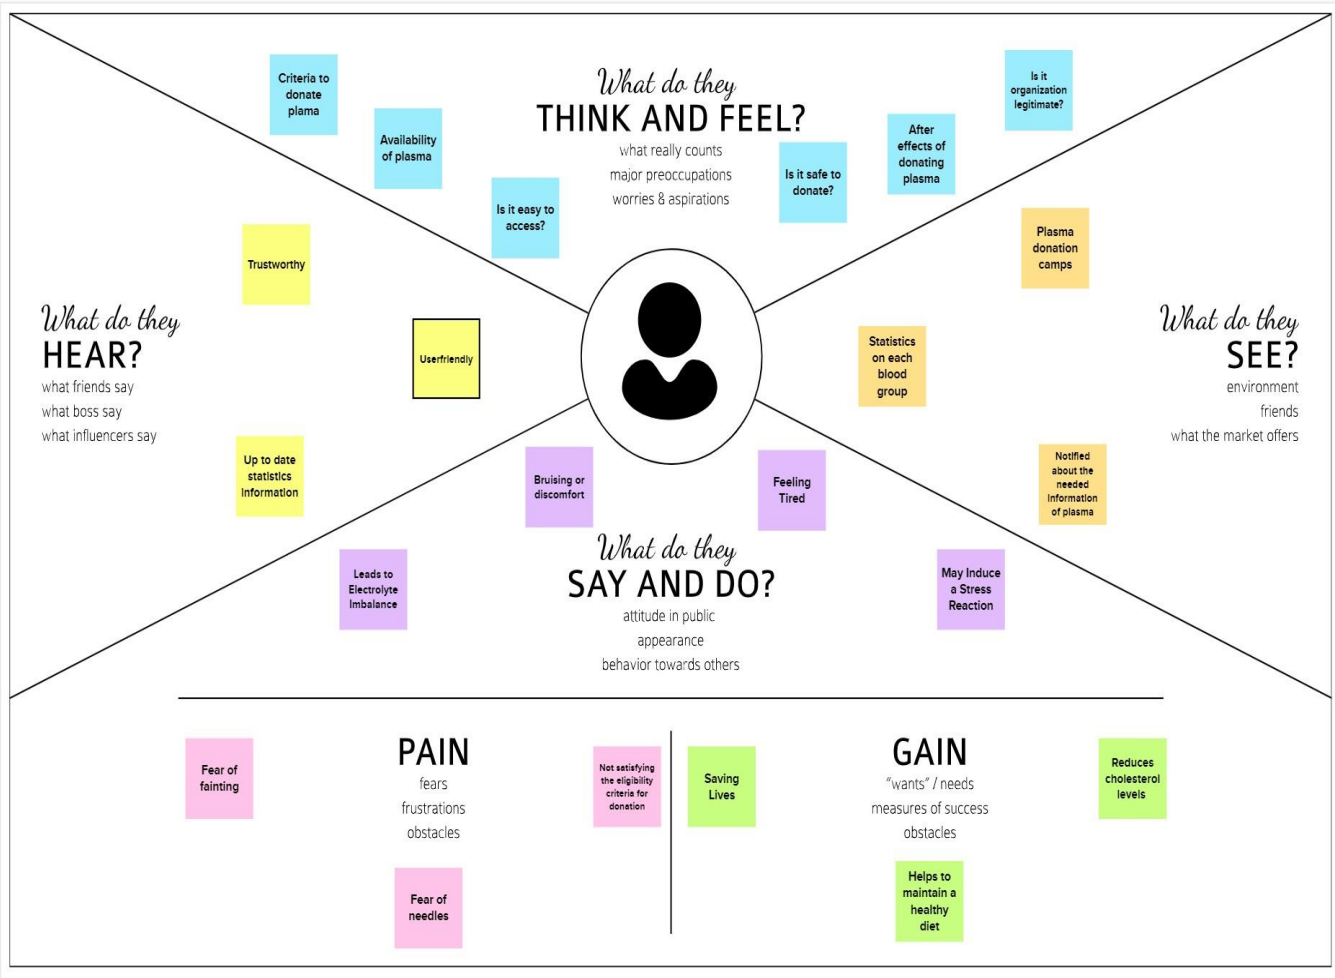 Criteria to
donate
plama
Availability
of plasma
Is it easy to
access?
What do they
THINK AND FEEL?
what really counts
major preoccupations
worries & aspirations
Is it safe to
donate?
After
effects of
donating
plasma
Is it
organization
legitimate?
Trustworthy
What do they
HEAR?
what friends say
what boss say
what influencers say
Userfriendly
Up to date
statistics
information
Plasma
donation
camps
Statistics
on each
blood
group
What do they
SEE?
environment
friends
what the market offers
Notified
about the
needed
information
of plasma
Bruising or
discomfort
Feeling
Tired
Leads to
Electrolyte
Imbalance
What do they
SAY AND DO?
attitude in public
appearance
behavior towards others
May Induce
a Stress
Reaction
Fear of
fainting
PAIN
fears
frustrations
obstacles
Not satisfying
the eligibility
criteria for
donation
Fear of
needles
Saving
Lives
GAIN
“wants” / needs
measures of success
obstacles
Reduces
cholesterol
levels
Helps to
maintain a
healthy
diet